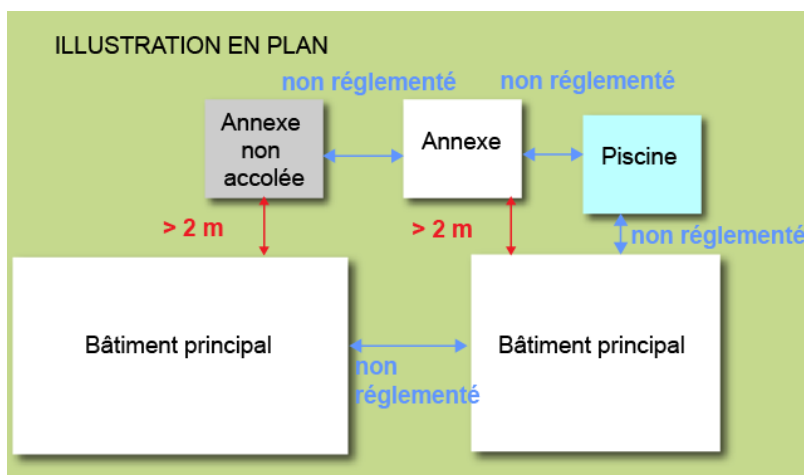 ILLUSTRATION EN PLAN
non réglementé
non réglementé
Annexe
non
accolée
Annexe
Piscine
> 2 m
> 2 m
non réglementé
Bâtiment principal
non
réglementé
Bâtiment principal